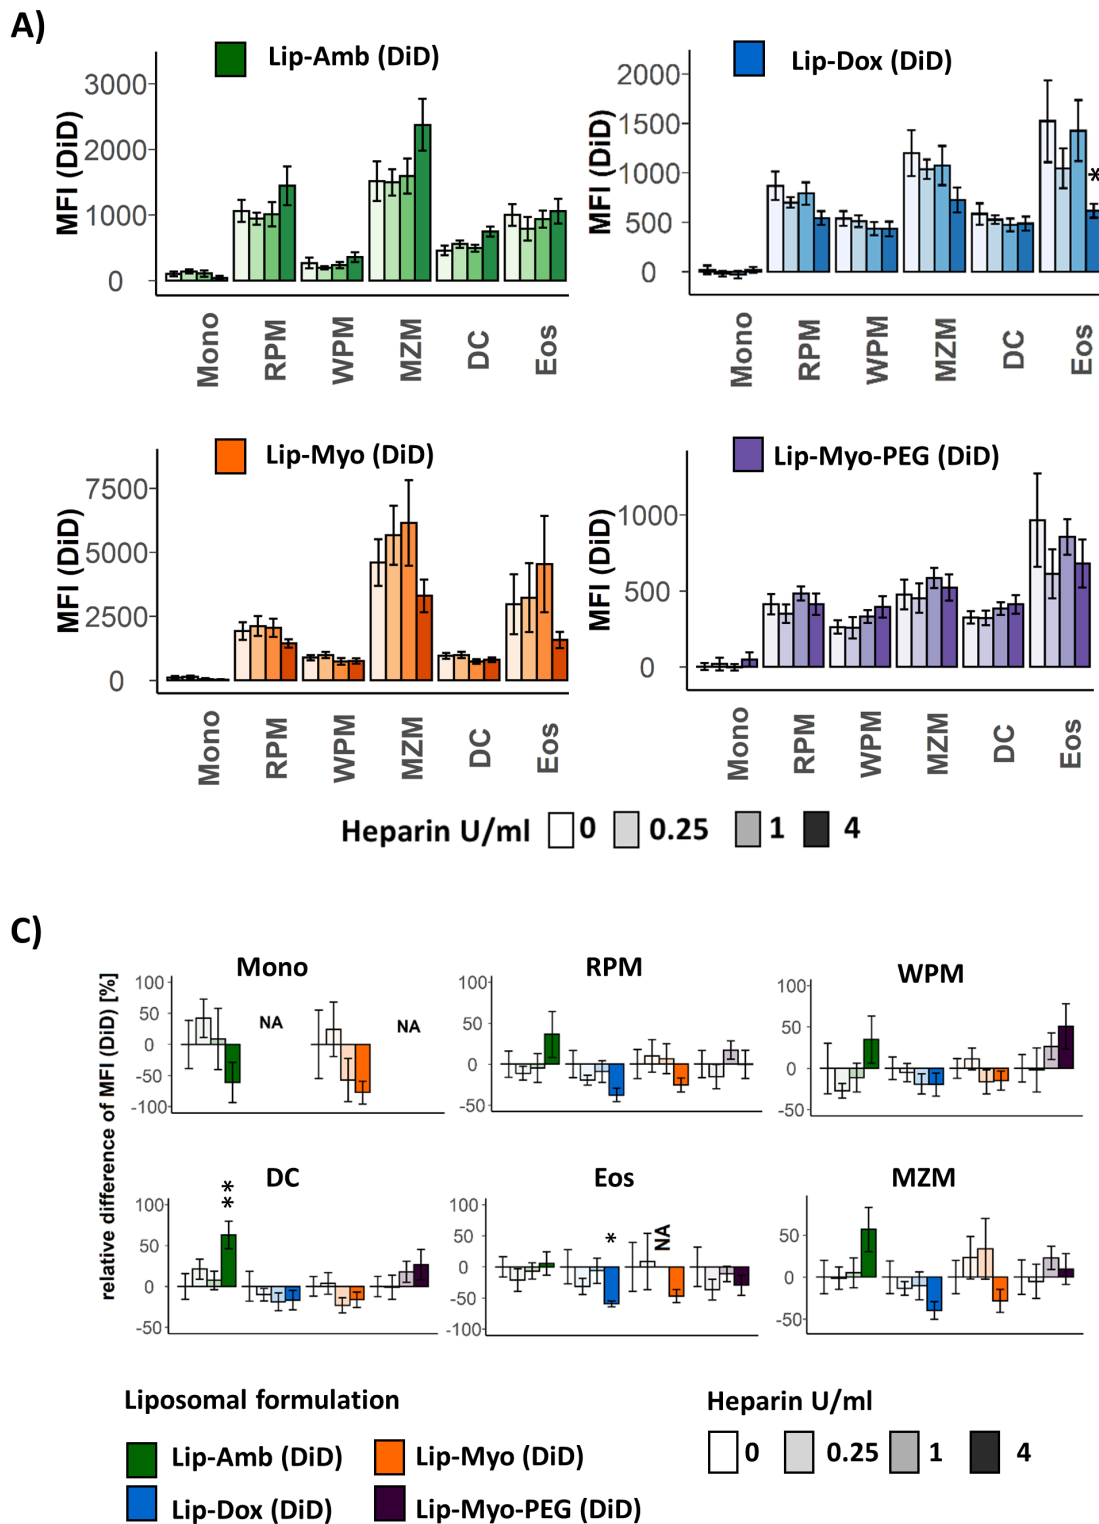 A)
Lip-Amb (DiD)
MFI (DiD)
3000
2000
1000
0
Mono RPM WPM MZM DC Eos
Lip-Dox (DiD)
MFI (DiD)
2000
1500
1000
500
0
*
Mono RPM WPM MZM DC Eos
Lip-Myo (DiD)
MFI (DiD)
7500
5000
2500
0
Mono RPM WPM MZM DC Eos
Lip-Myo-PEG (DiD)
MFI (DiD)
1000
500
0
Mono RPM WPM MZM DC Eos
Heparin U/ml 0 0.25 1 4
C)
relative difference of MFI (DiD) [%]
Mono
100
50
0
-50
-100
NA NA
RPM
100
50
0
-50
WPM
100
50
0
-50
DC
100
50
0
-50
**
Eos
100
50
0
-50
-100
* NA
MZM
50
0
-50
Liposomal formulation
Lip-Amb (DiD) Lip-Myo (DiD)
Lip-Dox (DiD) Lip-Myo-PEG (DiD)
Heparin U/ml
0 0.25 1 4